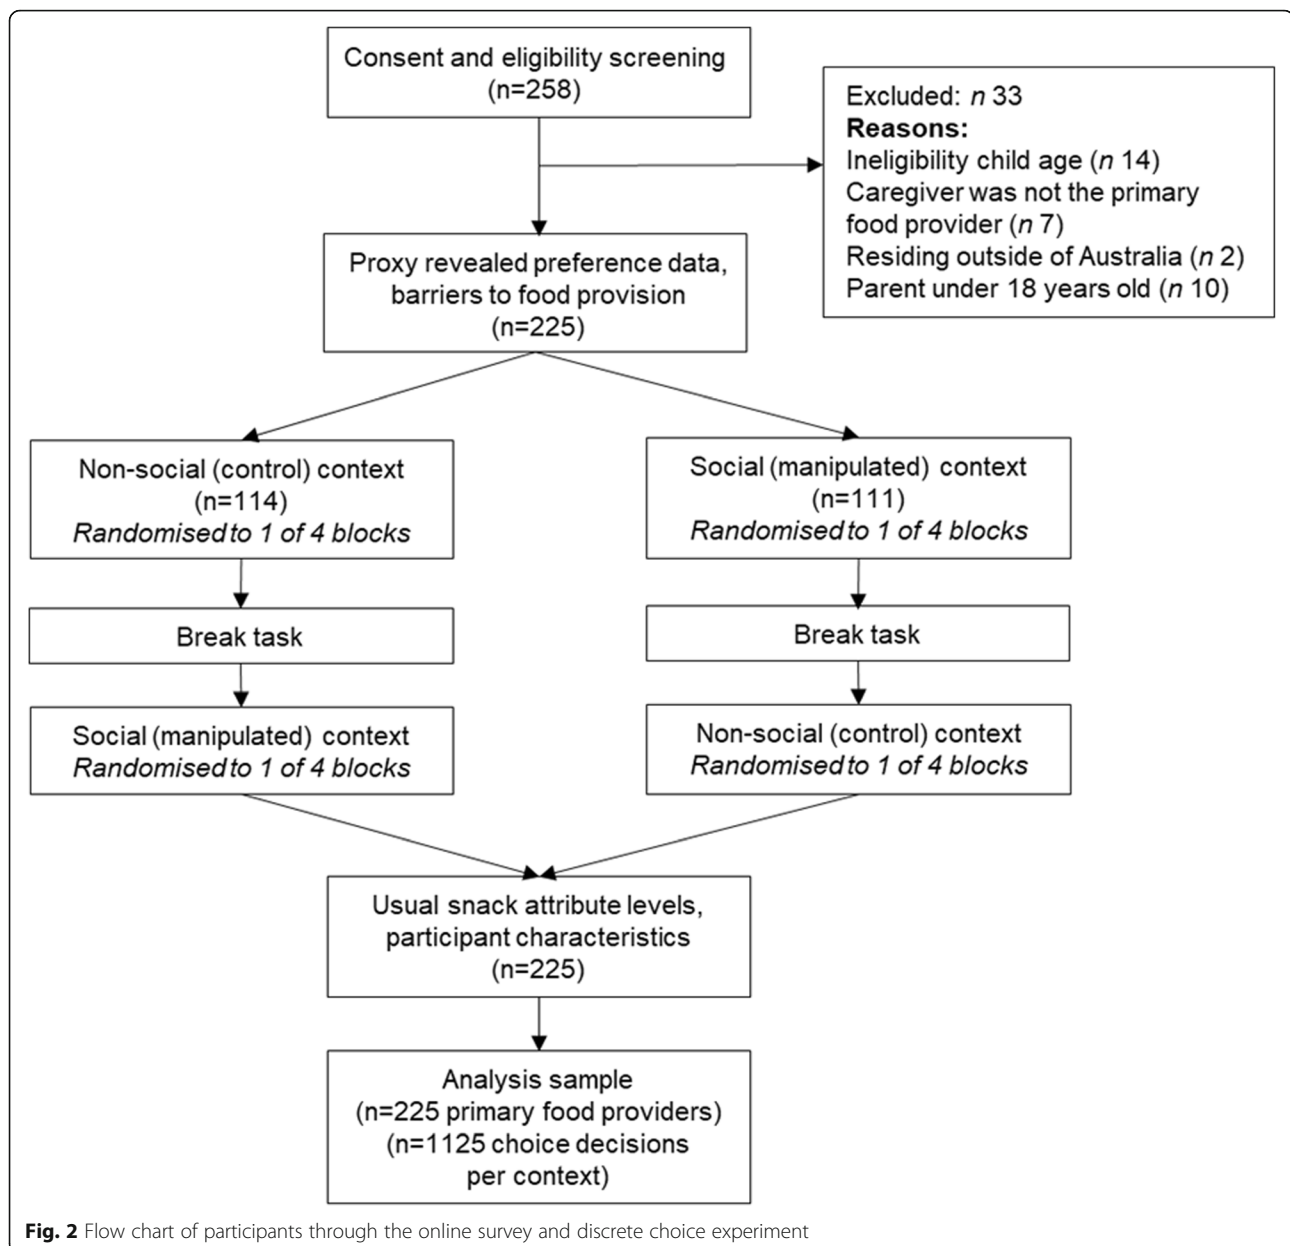 Consent and eligibility screening
(n=258)
Excluded: n 33
Reasons:
Ineligibility child age (n 14)
Caregiver was not the primary
food provider (n 7)
Residing outside of Australia (n 2)
Parent under 18 years old (n 10)
Proxy revealed preference data,
barriers to food provision
(n=225)
Non-social (control) context
(n=114)
Randomised to 1 of 4 blocks
Social (manipulated) context
(n=111)
Randomised to 1 of 4 blocks
Break task
Break task
Social (manipulated) context
Randomised to 1 of 4 blocks
Non-social (control) context
Randomised to 1 of 4 blocks
Usual snack attribute levels,
participant characteristics
(n=225)
Analysis sample
(n=225 primary food providers)
(n=1125 choice decisions
per context)
Fig. 2 Flow chart of participants through the online survey and discrete choice experiment